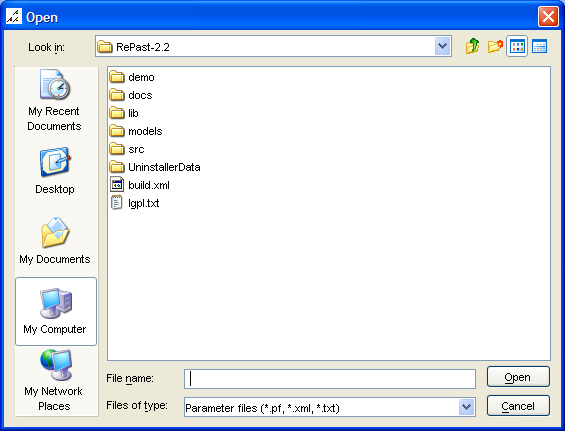 Open
Look in: RePast-2.2
My Recent
Documents
Desktop
My Documents
My Computer
My Network
Places
demo
docs
lib
models
src
UninstallerData
build.xml
lgpl.txt
File name: Open
Files of type: Parameter files (*.pf, *.xml, *.txt) Cancel